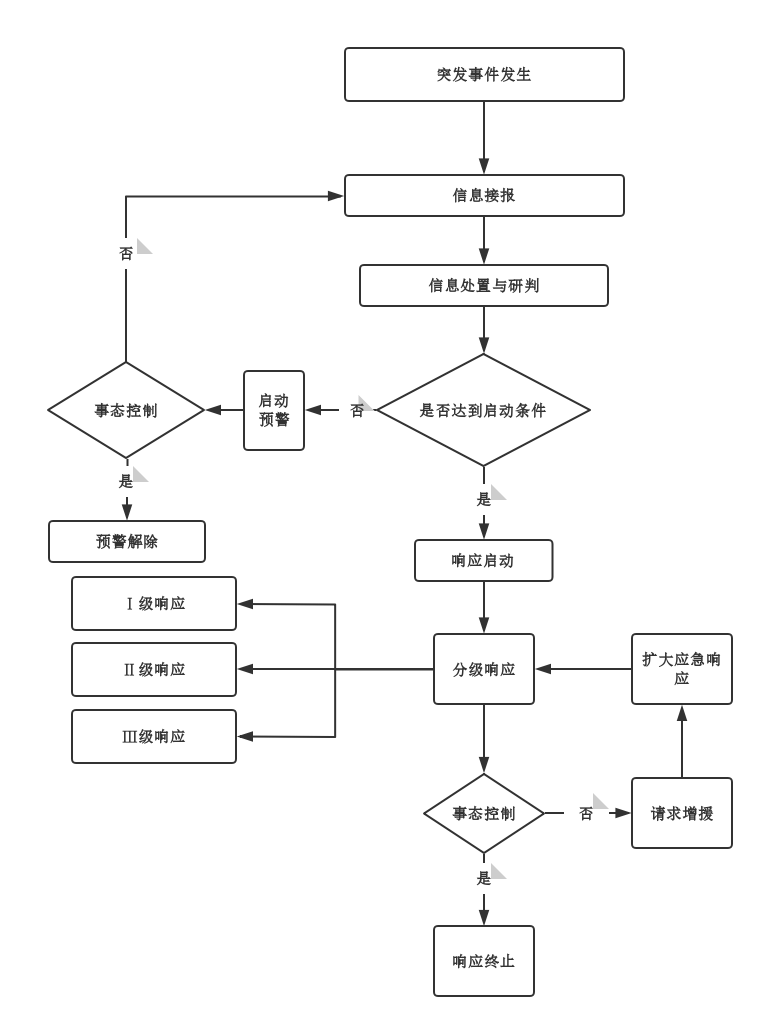 突发事件发生
信息接报
否
信息处置与研判
事态控制
启动
预警
否
是否达到启动条件
是
是
预警解除
响应启动
Ⅰ 级响应
Ⅱ 级响应
Ⅲ级响应
分级响应
扩大应急响
应
事态控制
否
请求增援
是
响应终止